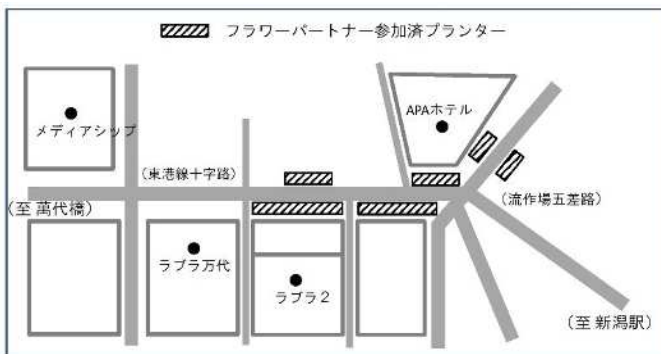 フラワーパートナー参加済プランター
APAホテル
メディアシップ
(東港線十字路)
(流作場五差路)
(至 萬代橋)
ラブラ万代
ラブラ2
(至 新潟駅)